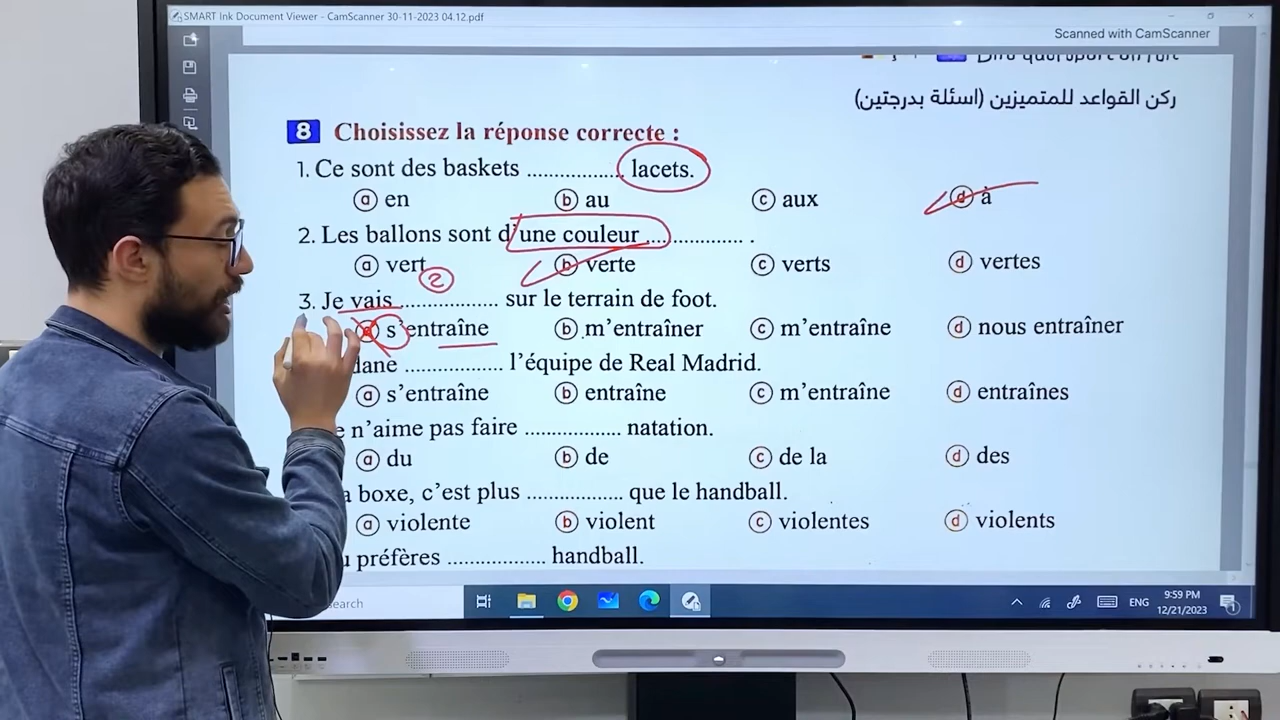 SMART Ink Document Viewer - CamScanner 30-11-2023 04.12.pdf
Scanned with CamScanner
ركن القواعد للمتميزين (اسئلة بدرجتين)
8 Choisissez la réponse correcte :
1. Ce sont des baskets ................. lacets.
a en b au c aux d à
2. Les ballons sont d'une couleur .................. .
a vert b verte c verts d vertes
2
3. Je vais ................. sur le terrain de foot.
a s'entraîne b m'entraîner c m'entraîne d nous entraîner
dane ................. l'équipe de Real Madrid.
a s'entraîne b entraîne c m'entraîne d entraînes
e n'aime pas faire ................. natation.
a du b de c de la d des
a boxe, c'est plus ................. que le handball.
a violente b violent c violentes d violents
préfères ................. handball.
earch
ENG 9:59 PM
12/21/2023
1